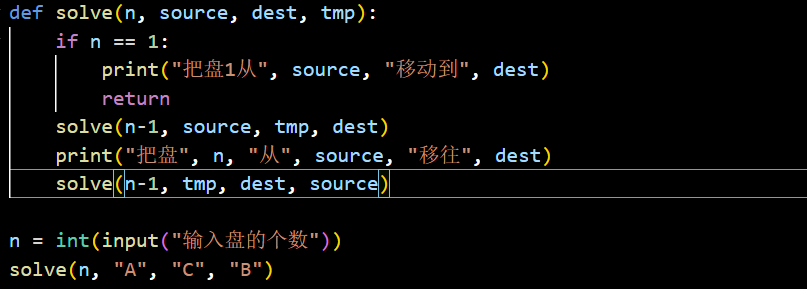 def solve(n, source, dest, tmp):
    if n == 1:
        print("把盘1从", source, "移动到", dest)
        return
    solve(n-1, source, tmp, dest)
    print("把盘", n, "从", source, "移往", dest)
    solve(n-1, tmp, dest, source)
n = int(input("输入盘的个数"))
solve(n, "A", "C", "B")